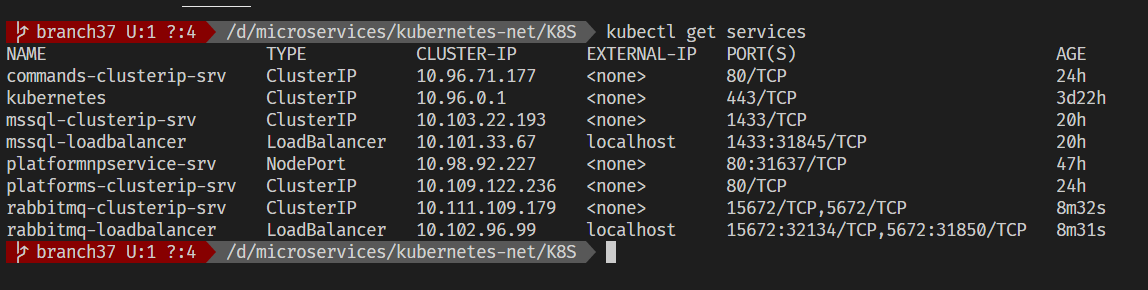 branch37 U:1 ?:4 /d/microservices/kubernetes-net/K8S kubectl get services
NAME TYPE CLUSTER-IP EXTERNAL-IP PORT(S) AGE
commands-clusterip-srv ClusterIP 10.96.71.177 <none> 80/TCP 24h
kubernetes ClusterIP 10.96.0.1 <none> 443/TCP 3d22h
mssql-clusterip-srv ClusterIP 10.103.22.193 <none> 1433/TCP 20h
mssql-loadbalancer LoadBalancer 10.101.33.67 localhost 1433:31845/TCP 20h
platformnpservice-srv NodePort 10.98.92.227 <none> 80:31637/TCP 47h
platforms-clusterip-srv ClusterIP 10.109.122.236 <none> 80/TCP 24h
rabbitmq-clusterip-srv ClusterIP 10.111.109.179 <none> 15672/TCP,5672/TCP 8m32s
rabbitmq-loadbalancer LoadBalancer 10.102.96.99 localhost 15672:32134/TCP,5672:31850/TCP 8m31s
branch37 U:1 ?:4 /d/microservices/kubernetes-net/K8S